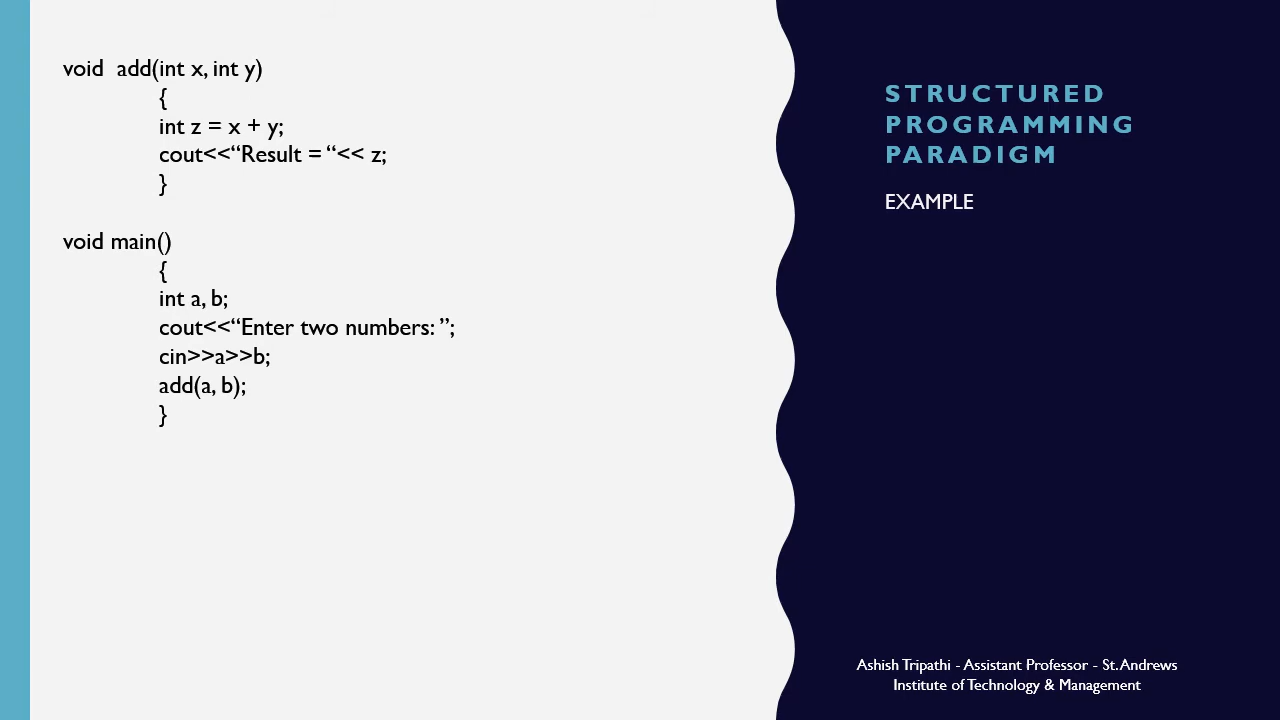 void  add(int x, int y)
{
int z = x + y;
cout<<“Result = “<< z;
}
void main()
{
int a, b;
cout<<“Enter two numbers: ”;
cin>>a>>b;
add(a, b);
}
STRUCTURED
PROGRAMMING
PARADIGM
EXAMPLE
Ashish Tripathi - Assistant Professor - St. Andrews
Institute of Technology & Management